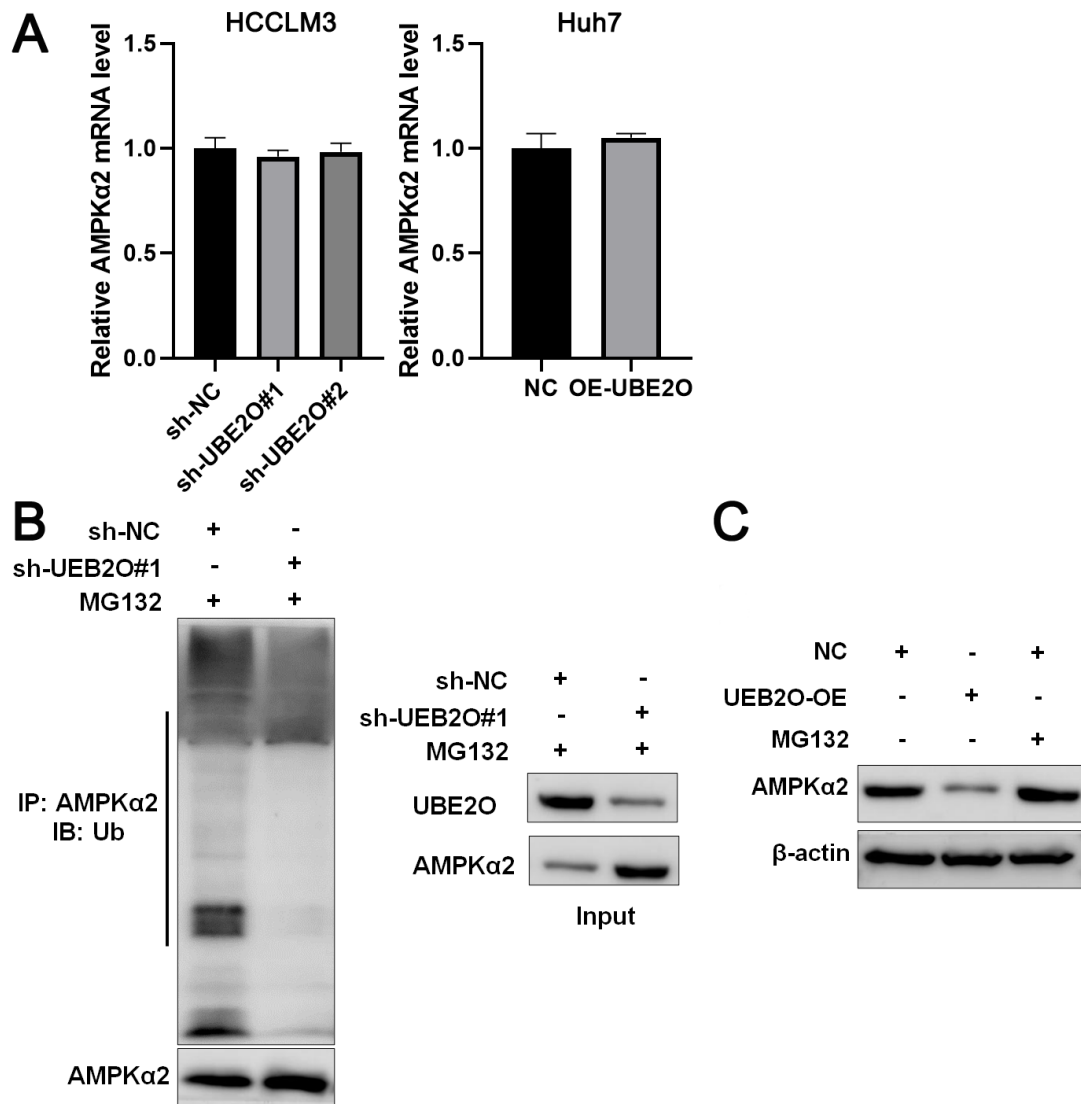 A
HCCLM3
Relative AMPKα2 mRNA level
1.5
1.0
0.5
0.0
sh-NC
sh-UBE2O#1
sh-UBE2O#2
Huh7
Relative AMPKα2 mRNA level
1.5
1.0
0.5
0.0
NC OE-UBE2O
B
sh-NC + -
sh-UEB2O#1 - +
MG132 + +
IP: AMPKα2
IB: Ub
AMPKα2
sh-NC + -
sh-UEB2O#1 - +
MG132 + +
UBE2O
AMPKα2
Input
C
NC + - +
UEB2O-OE - + -
MG132 - - +
AMPKα2
β-actin